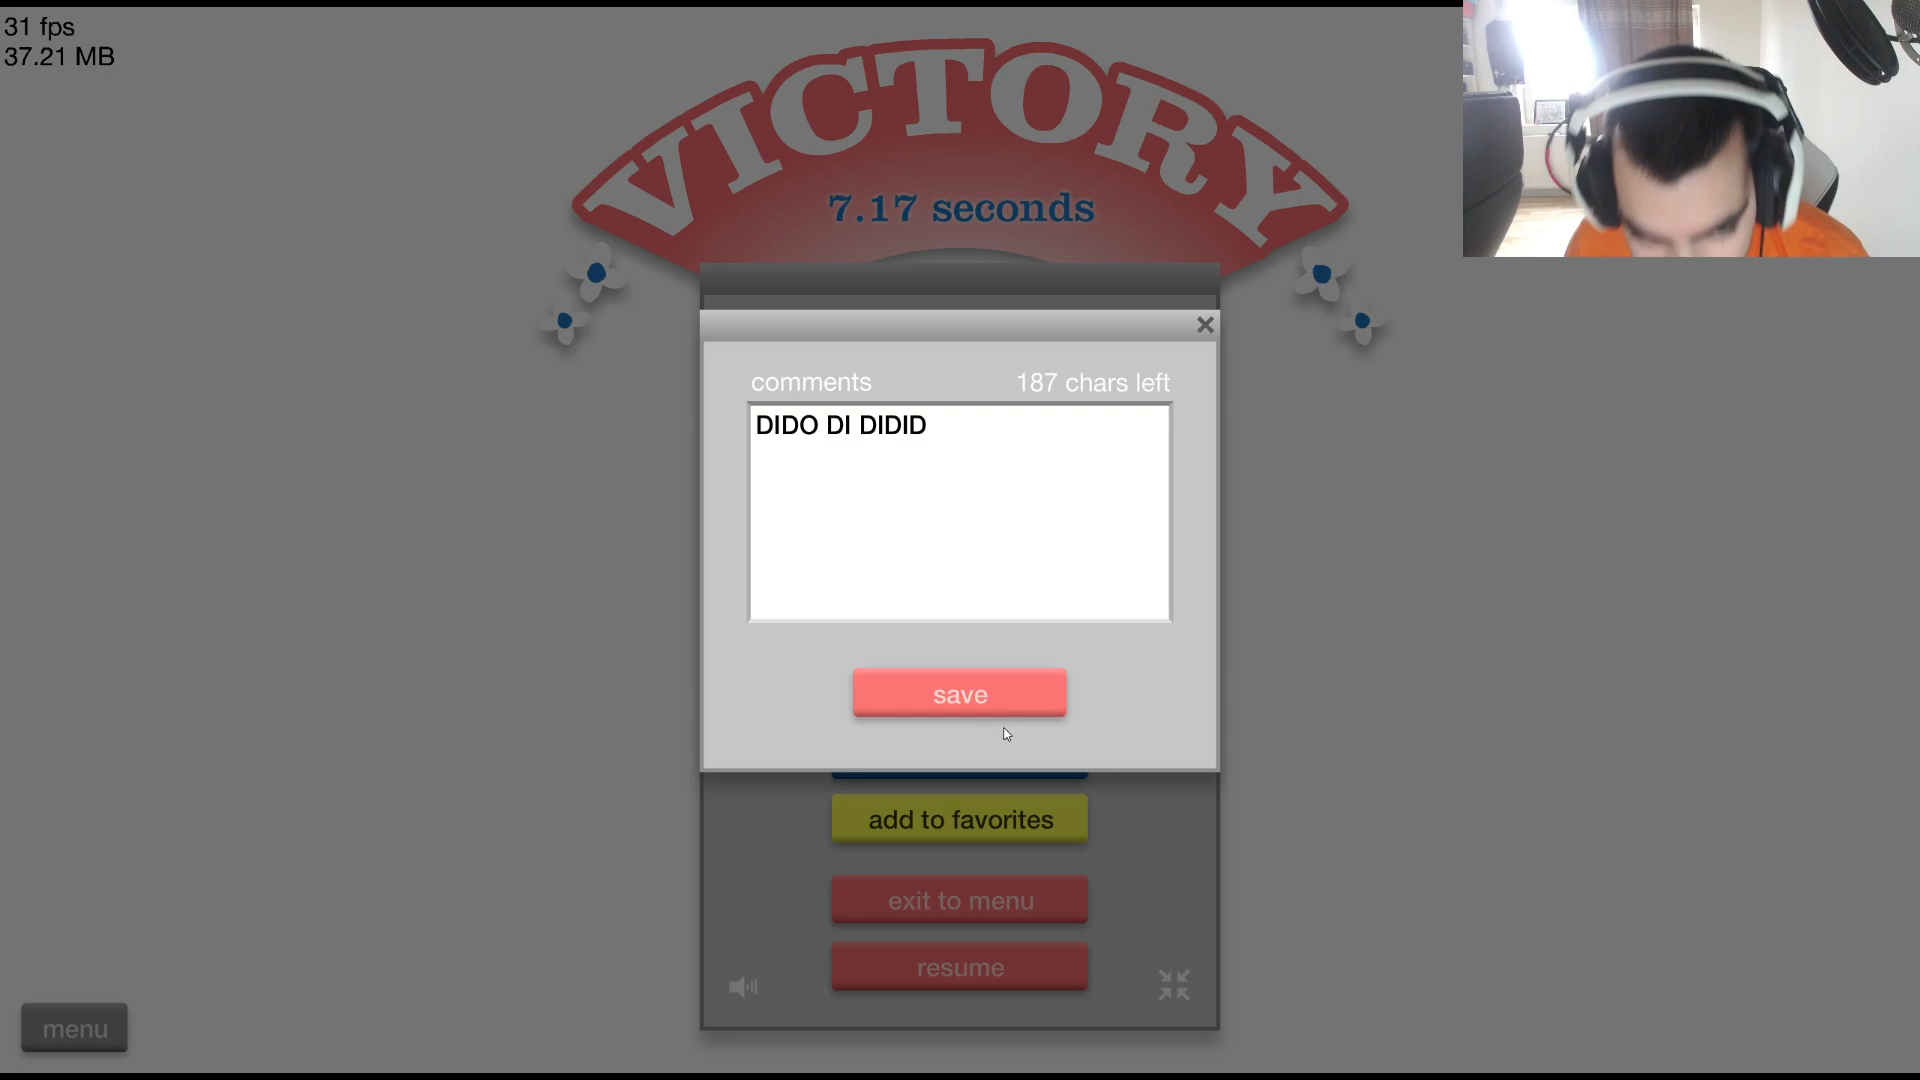 31 fps
37.21 MB
VICTORY
7.17 seconds
comments
187 chars left
DIDO DI DIDID
save
add to favorites
exit to menu
resume
menu